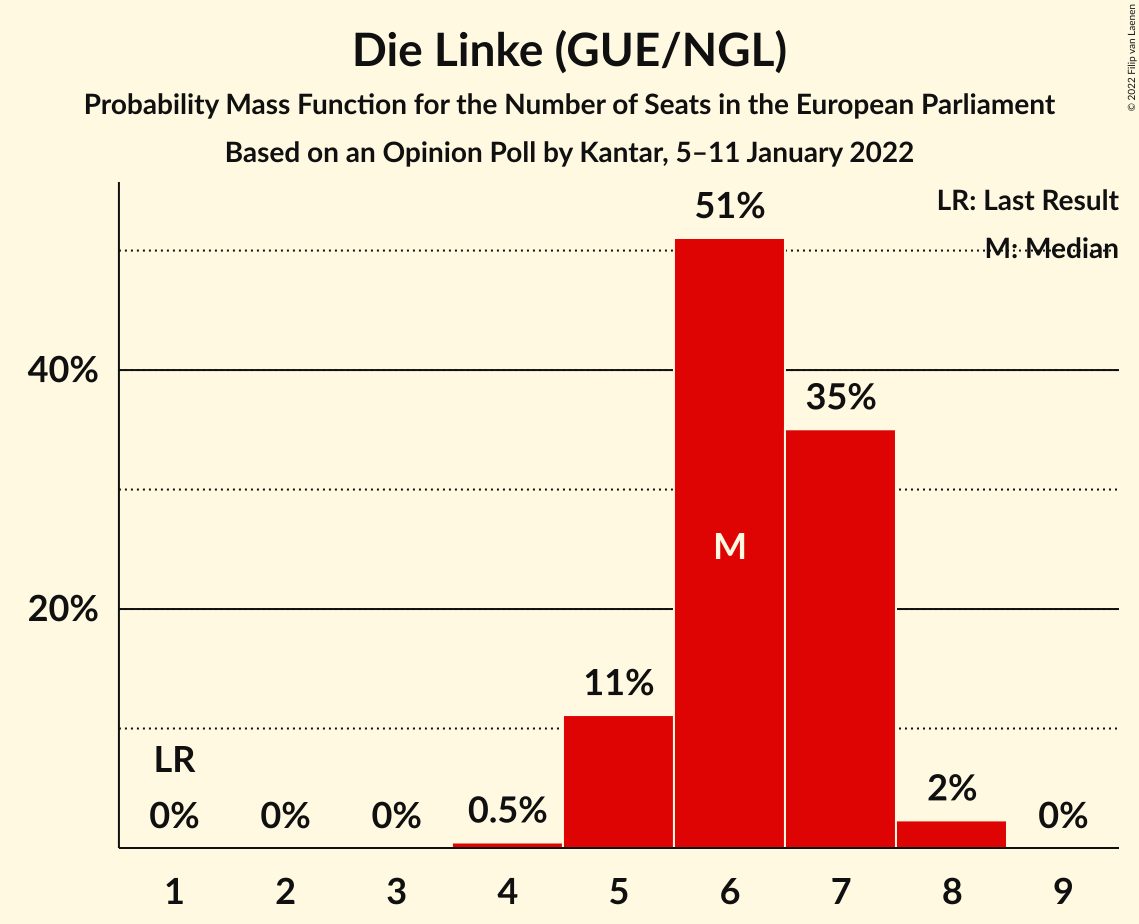 Die Linke (GUE/NGL)
Probability Mass Function for the Number of Seats in the European Parliament
Based on an Opinion Poll by Kantar, 5–11 January 2022
© 2022 Filip van Laenen
LR: Last Result
M: Median
51%
40%
35%
M
20%
11%
LR
0%
0%
0%
0.5%
2%
0%
1 2 3 4 5 6 7 8 9